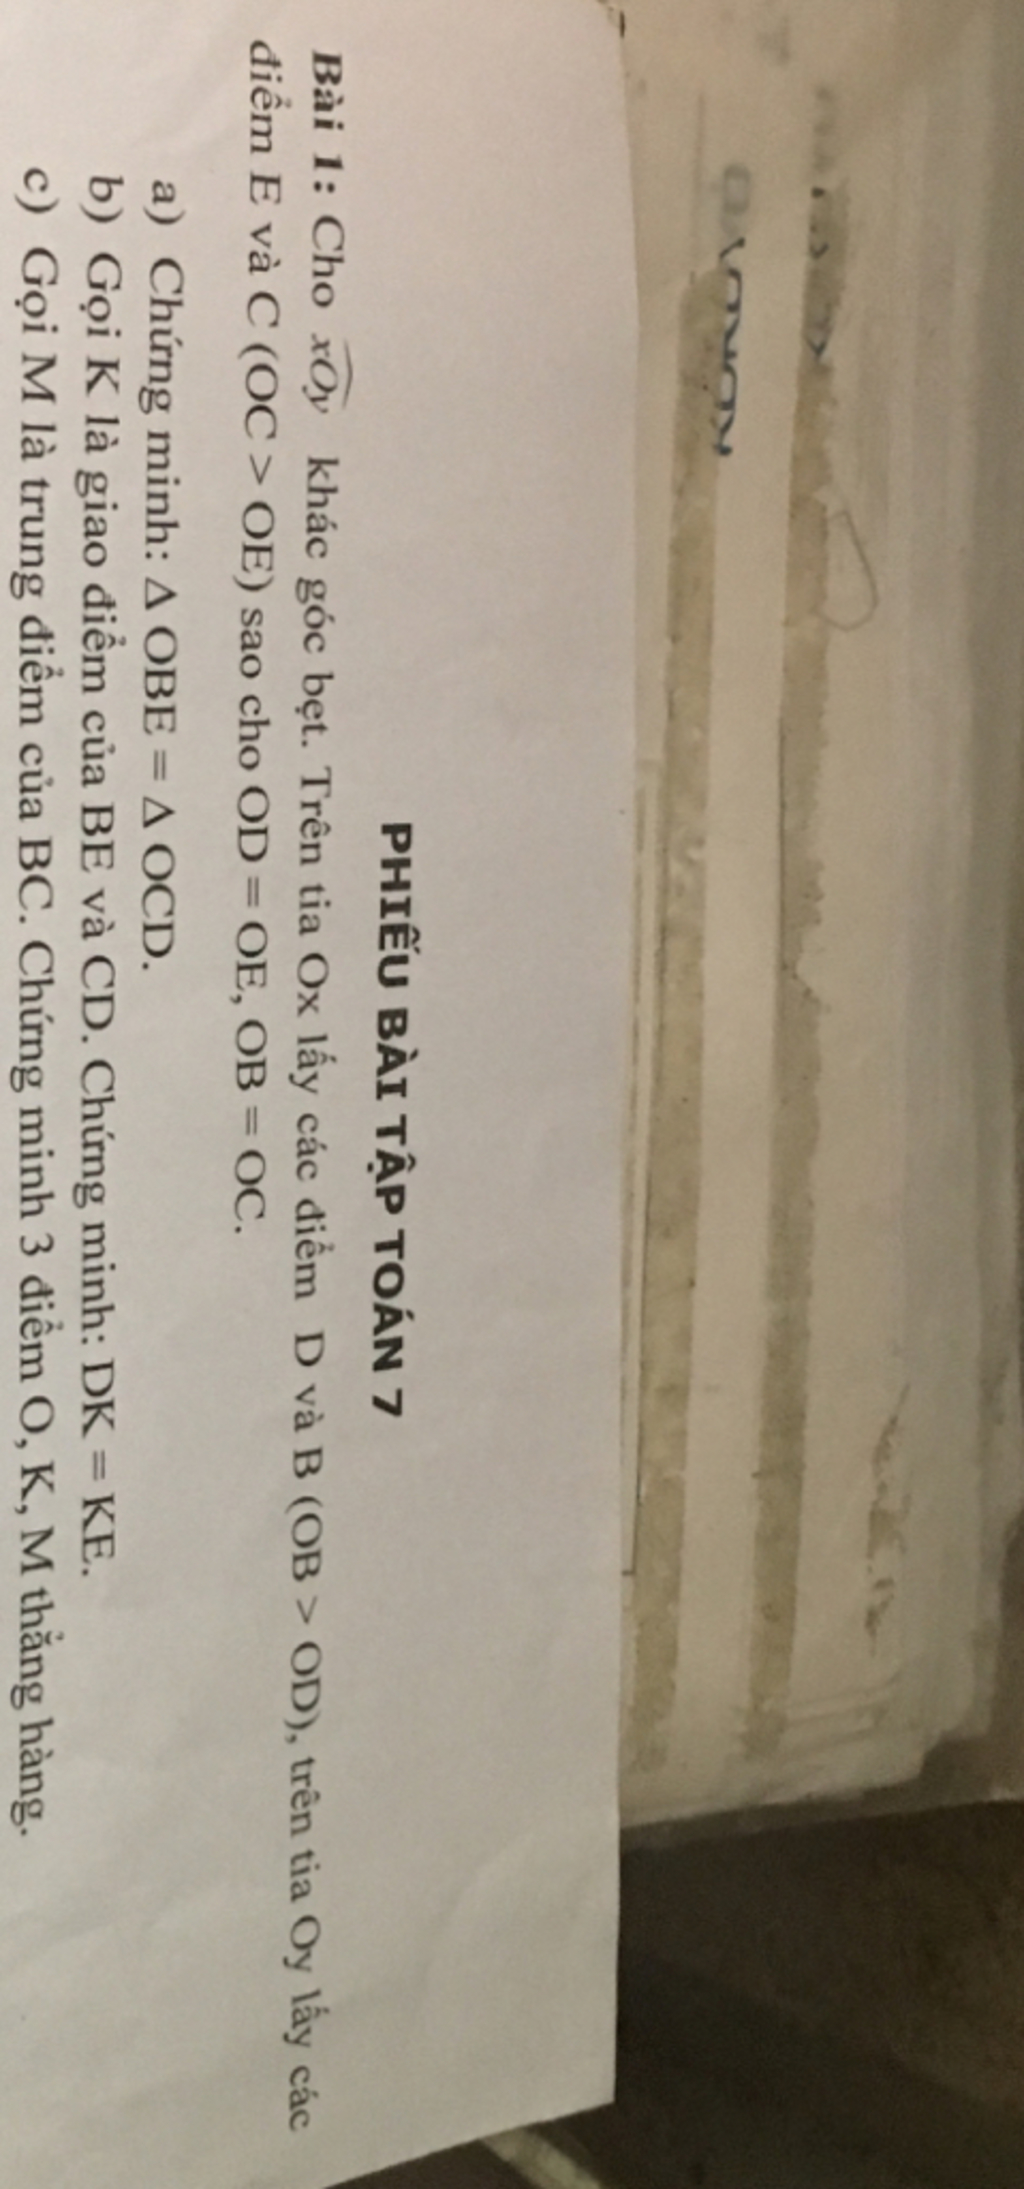 PHIẾU BÀI TẬP TOÁN 7
Bài 1: Cho xOy khác góc bẹt. Trên tia Ox lấy các điểm D và B (OB > OD), trên tia Oy lấy các
điểm E và C (OC > OE) sao cho OD = OE, OB = OC.
a) Chứng minh: Δ OBE = Δ OCD.
b) Gọi K là giao điểm của BE và CD. Chứng minh: DK = KE.
c) Gọi M là trung điểm của BC. Chứng minh 3 điểm O, K, M thẳng hàng.